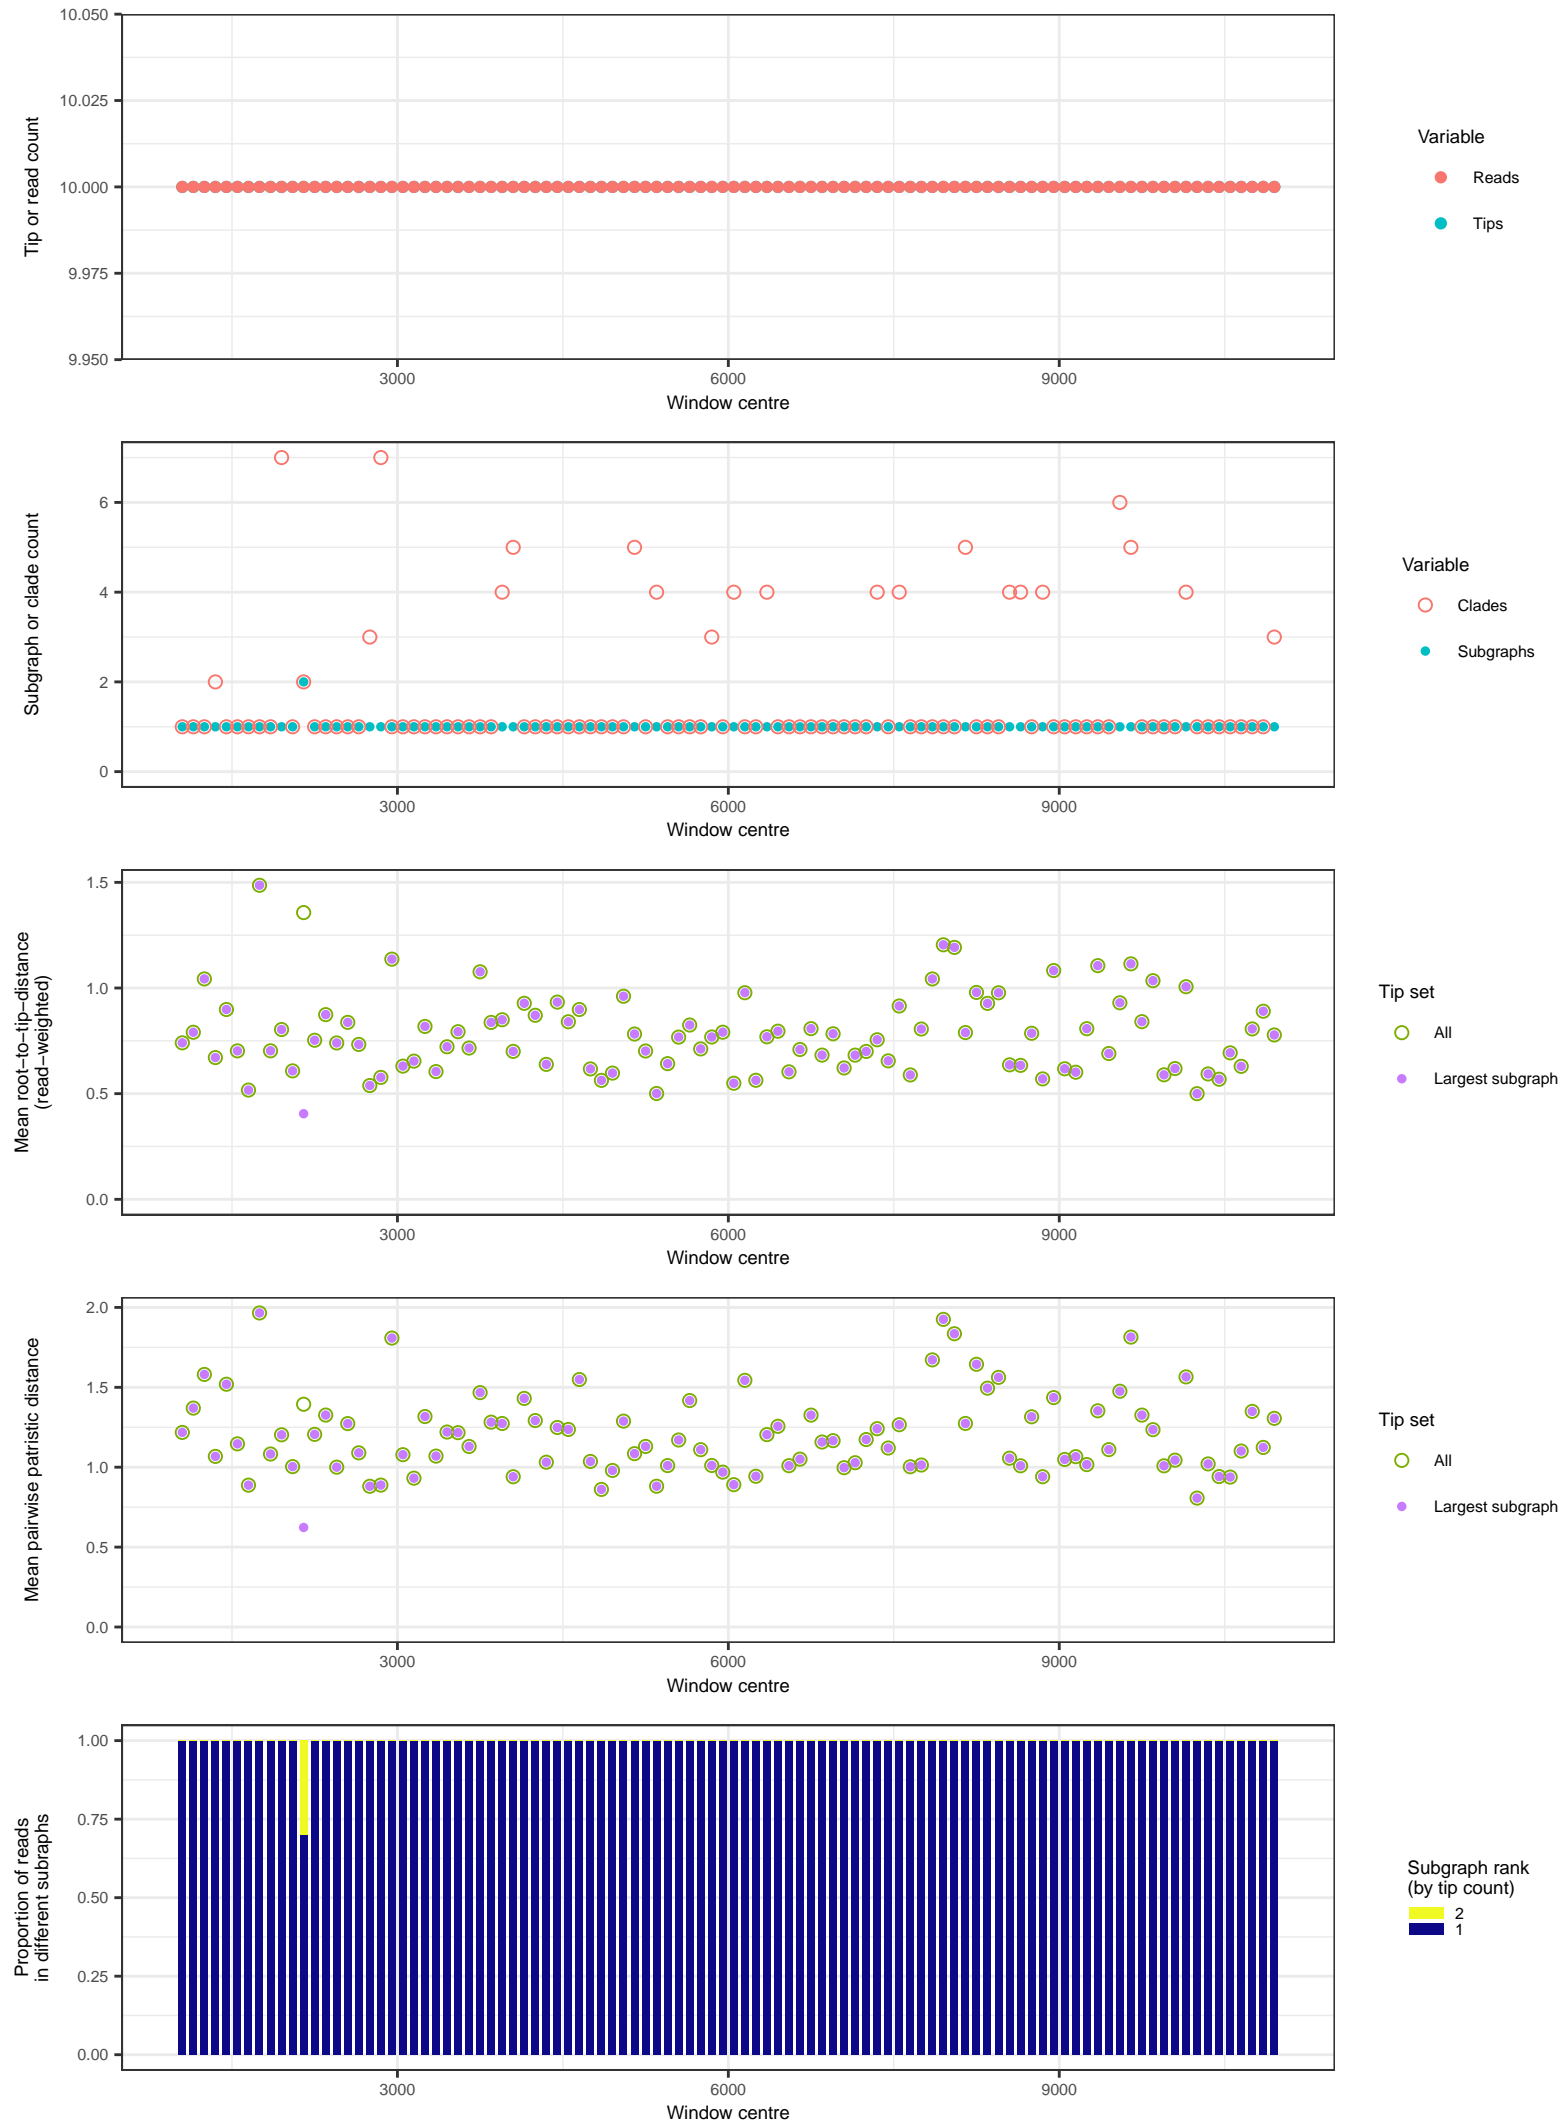 10.050
10.025
10.000
9.975
9.950
Tip or read count
3000 6000 9000
Window centre
Variable
Reads
Tips
6
4
2
0
Subgraph or clade count
3000 6000 9000
Window centre
Variable
Clades
Subgraphs
1.5
1.0
0.5
0.0
Mean root−to−tip−distance
(read−weighted)
3000 6000 9000
Window centre
Tip set
All
Largest subgraph
2.0
1.5
1.0
0.5
0.0
Mean pairwise patristic distance
3000 6000 9000
Window centre
Tip set
All
Largest subgraph
1.00
0.75
0.50
0.25
0.00
Proportion of reads
in different subraphs
3000 6000 9000
Window centre
Subgraph rank
(by tip count)
2
1